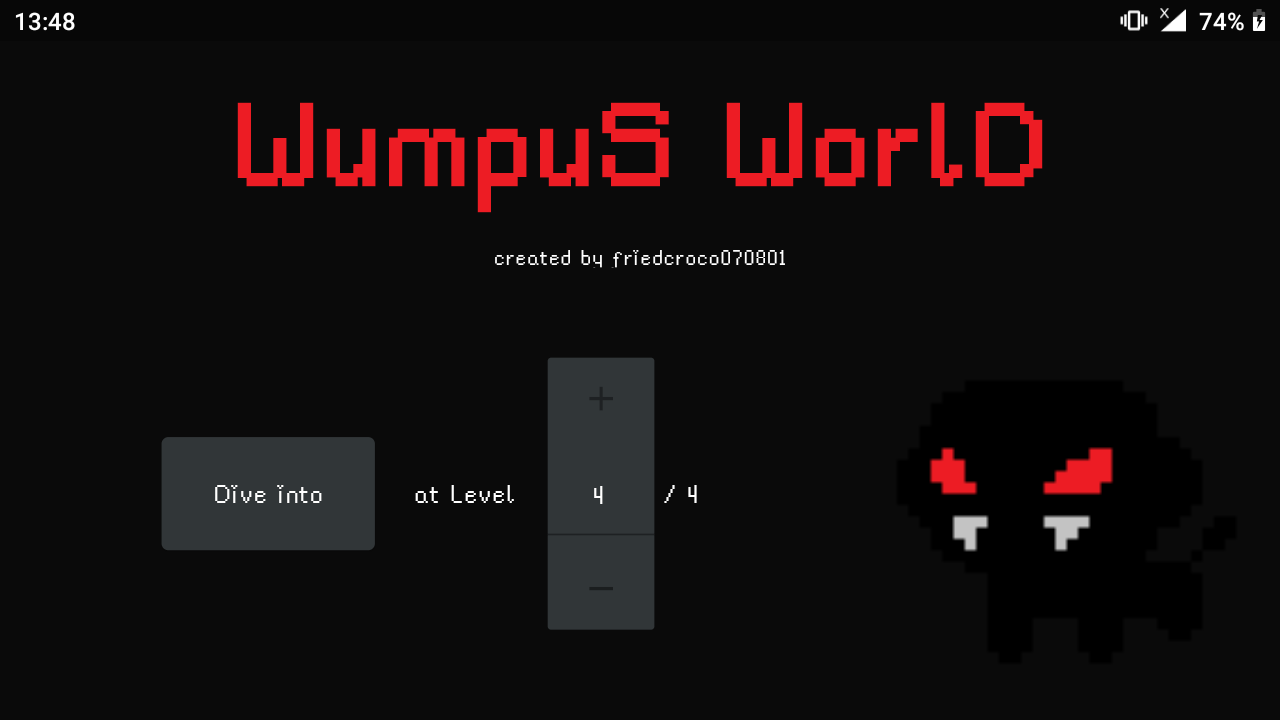 13:48 74%
WumpuS WorlD
created by friedcroco070801
+
Dive into at Level 4 / 4
−